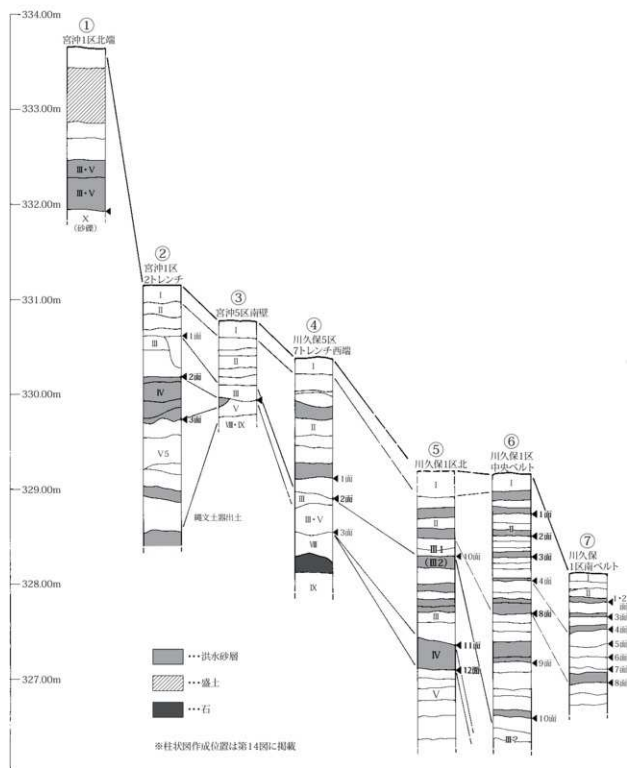 334.00m
333.00m
332.00m
331.00m
330.00m
329.00m
328.00m
327.00m
①
宮沖1区北端
Ⅲ・Ⅴ
Ⅲ・Ⅴ
Ⅹ
(砂礫)
②
宮沖1区
2トレンチ
Ⅰ
Ⅱ
Ⅲ
1面
2面
Ⅳ
3面
Ⅴ5
縄文土器出土
③
宮沖5区南壁
Ⅰ
Ⅱ
Ⅲ
Ⅴ
Ⅷ・Ⅸ
④
川久保5区
7トレンチ西端
Ⅰ
Ⅱ
1面
Ⅲ
2面
Ⅲ・Ⅴ
3面
Ⅷ
Ⅸ
⑤
川久保1区北
Ⅰ
Ⅱ
Ⅲ-1
10面
(Ⅲ2)
Ⅲ
11面
Ⅳ
12面
Ⅴ
⑥
川久保1区
中央ベルト
Ⅰ
1面
Ⅱ
2面
3面
4面
8面
9面
10面
Ⅲ-2
⑦
川久保
1区南ベルト
Ⅰ
Ⅱ
1・2
面
3面
4面
5面
6面
7面
8面
…洪水砂層
…盛土
…石
※柱状図作成位置は第14図に掲載